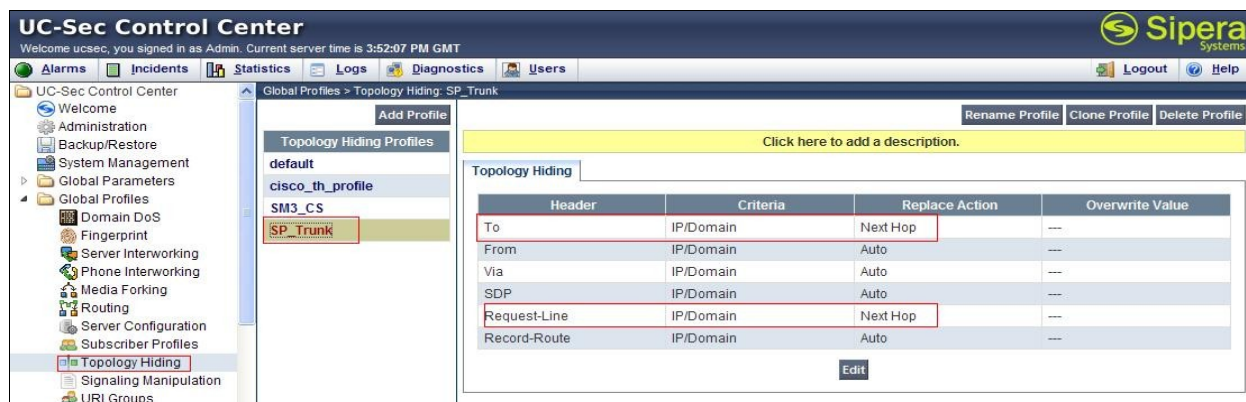 UC-Sec Control Center
Welcome ucsec, you signed in as Admin. Current server time is 3:52:07 PM GMT
Sipera
Systems
Alarms Incidents Statistics Logs Diagnostics Users Logout Help
UC-Sec Control Center
Welcome
Administration
Backup/Restore
System Management
Global Parameters
Global Profiles
Domain DoS
Fingerprint
Server Interworking
Phone Interworking
Media Forking
Routing
Server Configuration
Subscriber Profiles
Topology Hiding
Signaling Manipulation
URI Groups
Global Profiles > Topology Hiding: SP_Trunk
Add Profile
Topology Hiding Profiles
default
cisco_th_profile
SM3_CS
SP_Trunk
Rename Profile Clone Profile Delete Profile
Click here to add a description.
Topology Hiding
Header Criteria Replace Action Overwrite Value
To IP/Domain Next Hop ---
From IP/Domain Auto ---
Via IP/Domain Auto ---
SDP IP/Domain Auto ---
Request-Line IP/Domain Next Hop ---
Record-Route IP/Domain Auto ---
Edit